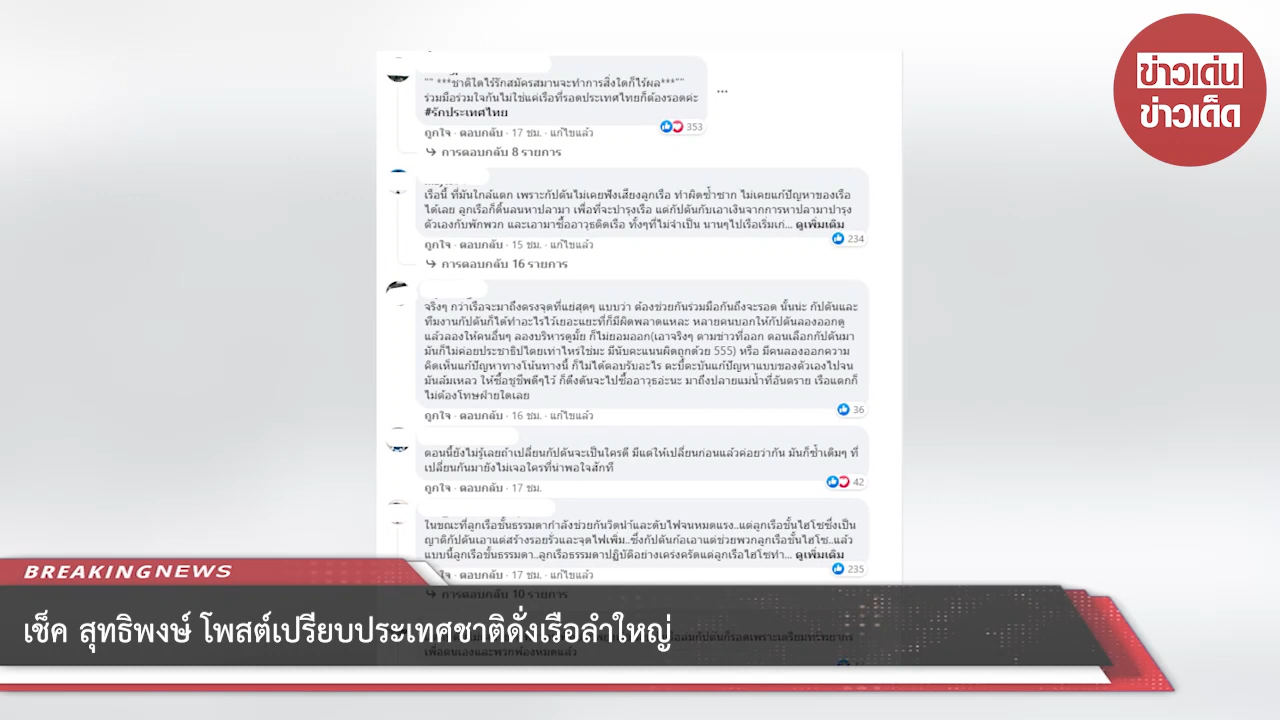 ข่าวเด่น
ข่าวเด็ด
"" ***ชาติใดไร้รักสมัครสมานจะทำการสิ่งใดก็ไร้ผล***""
ร่วมมือร่วมใจกันไม่ใช่แค่เรือที่รอดประเทศไทยก็ต้องรอดค่ะ
#รักประเทศไทย
353
ถูกใจ · ตอบกลับ · 17 ชม. · แก้ไขแล้ว
การตอบกลับ 8 รายการ
เรือนี้ ที่มันใกล้แตก เพราะกัปตันไม่เคยฟังเสียงลูกเรือ ทำผิดซ้ำซาก ไม่เคยแก้ปัญหาของเรือ
ได้เลย ลูกเรือก็ดิ้นลนหาปลามา เพื่อที่จะบำรุงเรือ แต่กัปตันกับเอาเงินจากการหาปลามาบำรุง
ตัวเองกับพักพวก และเอามาซื้ออาวุธติดเรือ ทั้งๆที่ไม่จำเป็น นานๆไปเรือเริ่มเก่... ดูเพิ่มเติม
234
ถูกใจ · ตอบกลับ · 15 ชม. · แก้ไขแล้ว
การตอบกลับ 16 รายการ
จริงๆ กว่าเรือจะมาถึงตรงจุดที่แย่สุดๆ แบบว่า ต้องช่วยกันร่วมมือกันถึงจะรอด นั้นน่ะ กัปตันและ
ทีมงานกัปตันก็ได้ทำอะไรไว้เยอะแยะที่ก็มีผิดพลาดแหละ หลายคนบอกให้กัปตันลองออกดู
แล้วลองให้คนอื่นๆ ลองบริหารดูมั้ย ก็ไม่ยอมออก(เอาจริงๆ ตามข่าวที่ออก ตอนเลือกกัปตันมา
มันก็ไม่ค่อยประชาธิปไตยเท่าไหร่ใช่มะ มีนับคะแนนผิดถูกด้วย 555) หรือ มีคนลองออกความ
คิดเห็นแก้ปัญหาทางโน้นทางนี้ ก็ไม่ได้ตอบรับอะไร ตะบี้ตะบันแก้ปัญหาแบบของตัวเองไปจน
มันล้มเหลว ให้ซื้อชูชีพดีๆไว้ ก็ดึงดันจะไปซื้ออาวุธอ่ะนะ มาถึงปลายแม่น้ำที่อันตราย เรือแตกก็
ไม่ต้องโทษฝ่ายใดเลย
36
ถูกใจ · ตอบกลับ · 16 ชม. · แก้ไขแล้ว
ตอนนี้ยังไม่รู้เลยถ้าเปลี่ยนกัปตันจะเป็นใครดี มีแต่ให้เปลี่ยนก่อนแล้วค่อยว่ากัน มันก็ซ้ำเดิมๆ ที่
เปลี่ยนกันมายังไม่เจอใครที่น่าพอใจสักที
42
ถูกใจ · ตอบกลับ · 17 ชม.
ในขณะที่ลูกเรือชั้นธรรมดากำลังช่วยกันวิดน้ำและดับไฟจนหมดแรง..แต่ลูกเรือชั้นไฮโซซึ่งเป็น
ญาติกัปตันเอาแต่สร้างรอยรั่วและจุดไฟเพิ่ม..ซึ่งกัปตันก่อเอาแต่ช่วยพวกลูกเรือชั้นไฮโซ..แล้ว
แบบนี้ลูกเรือชั้นธรรมดา..ลูกเรือธรรมดาปฏิบัติอย่างเคร่งครัดแต่ลูกเรือไฮโซทำ... ดูเพิ่มเติม
235
ถูกใจ · ตอบกลับ · 17 ชม. · แก้ไขแล้ว
การตอบกลับ 10 รายการ
กัปตันก็รอดเพราะเตรียมทรัพยากร
เพื่อตนเองและพวกพ้องหมดแล้ว
BREAKING NEWS
เช็ค สุทธิพงษ์ โพสต์เปรียบประเทศชาติดั่งเรือลำใหญ่